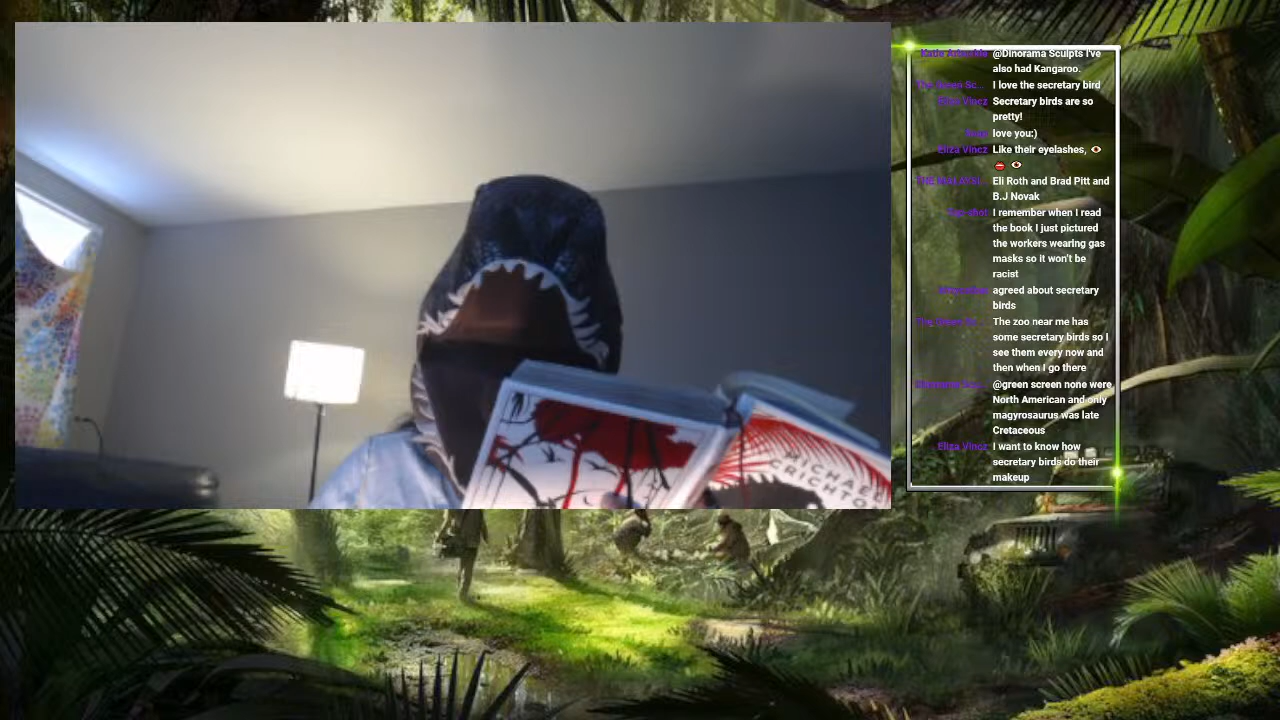 @Dinorama Sculpts I've
also had Kangaroo.
I love the secretary bird
Eliza Vincz Secretary birds are so
pretty!
love you:)
Eliza Vincz Like their eyelashes, 👁️
👄 👁️
Eli Roth and Brad Pitt and
B.J Novak
I remember when I read
the book I just pictured
the workers wearing gas
masks so it won't be
racist
agreed about secretary
birds
The zoo near me has
some secretary birds so I
see them every now and
then when I go there
@green screen none were
North American and only
magyrosaurus was late
Cretaceous
Eliza Vincz I want to know how
secretary birds do their
makeup
MICHAEL
CRICHTON